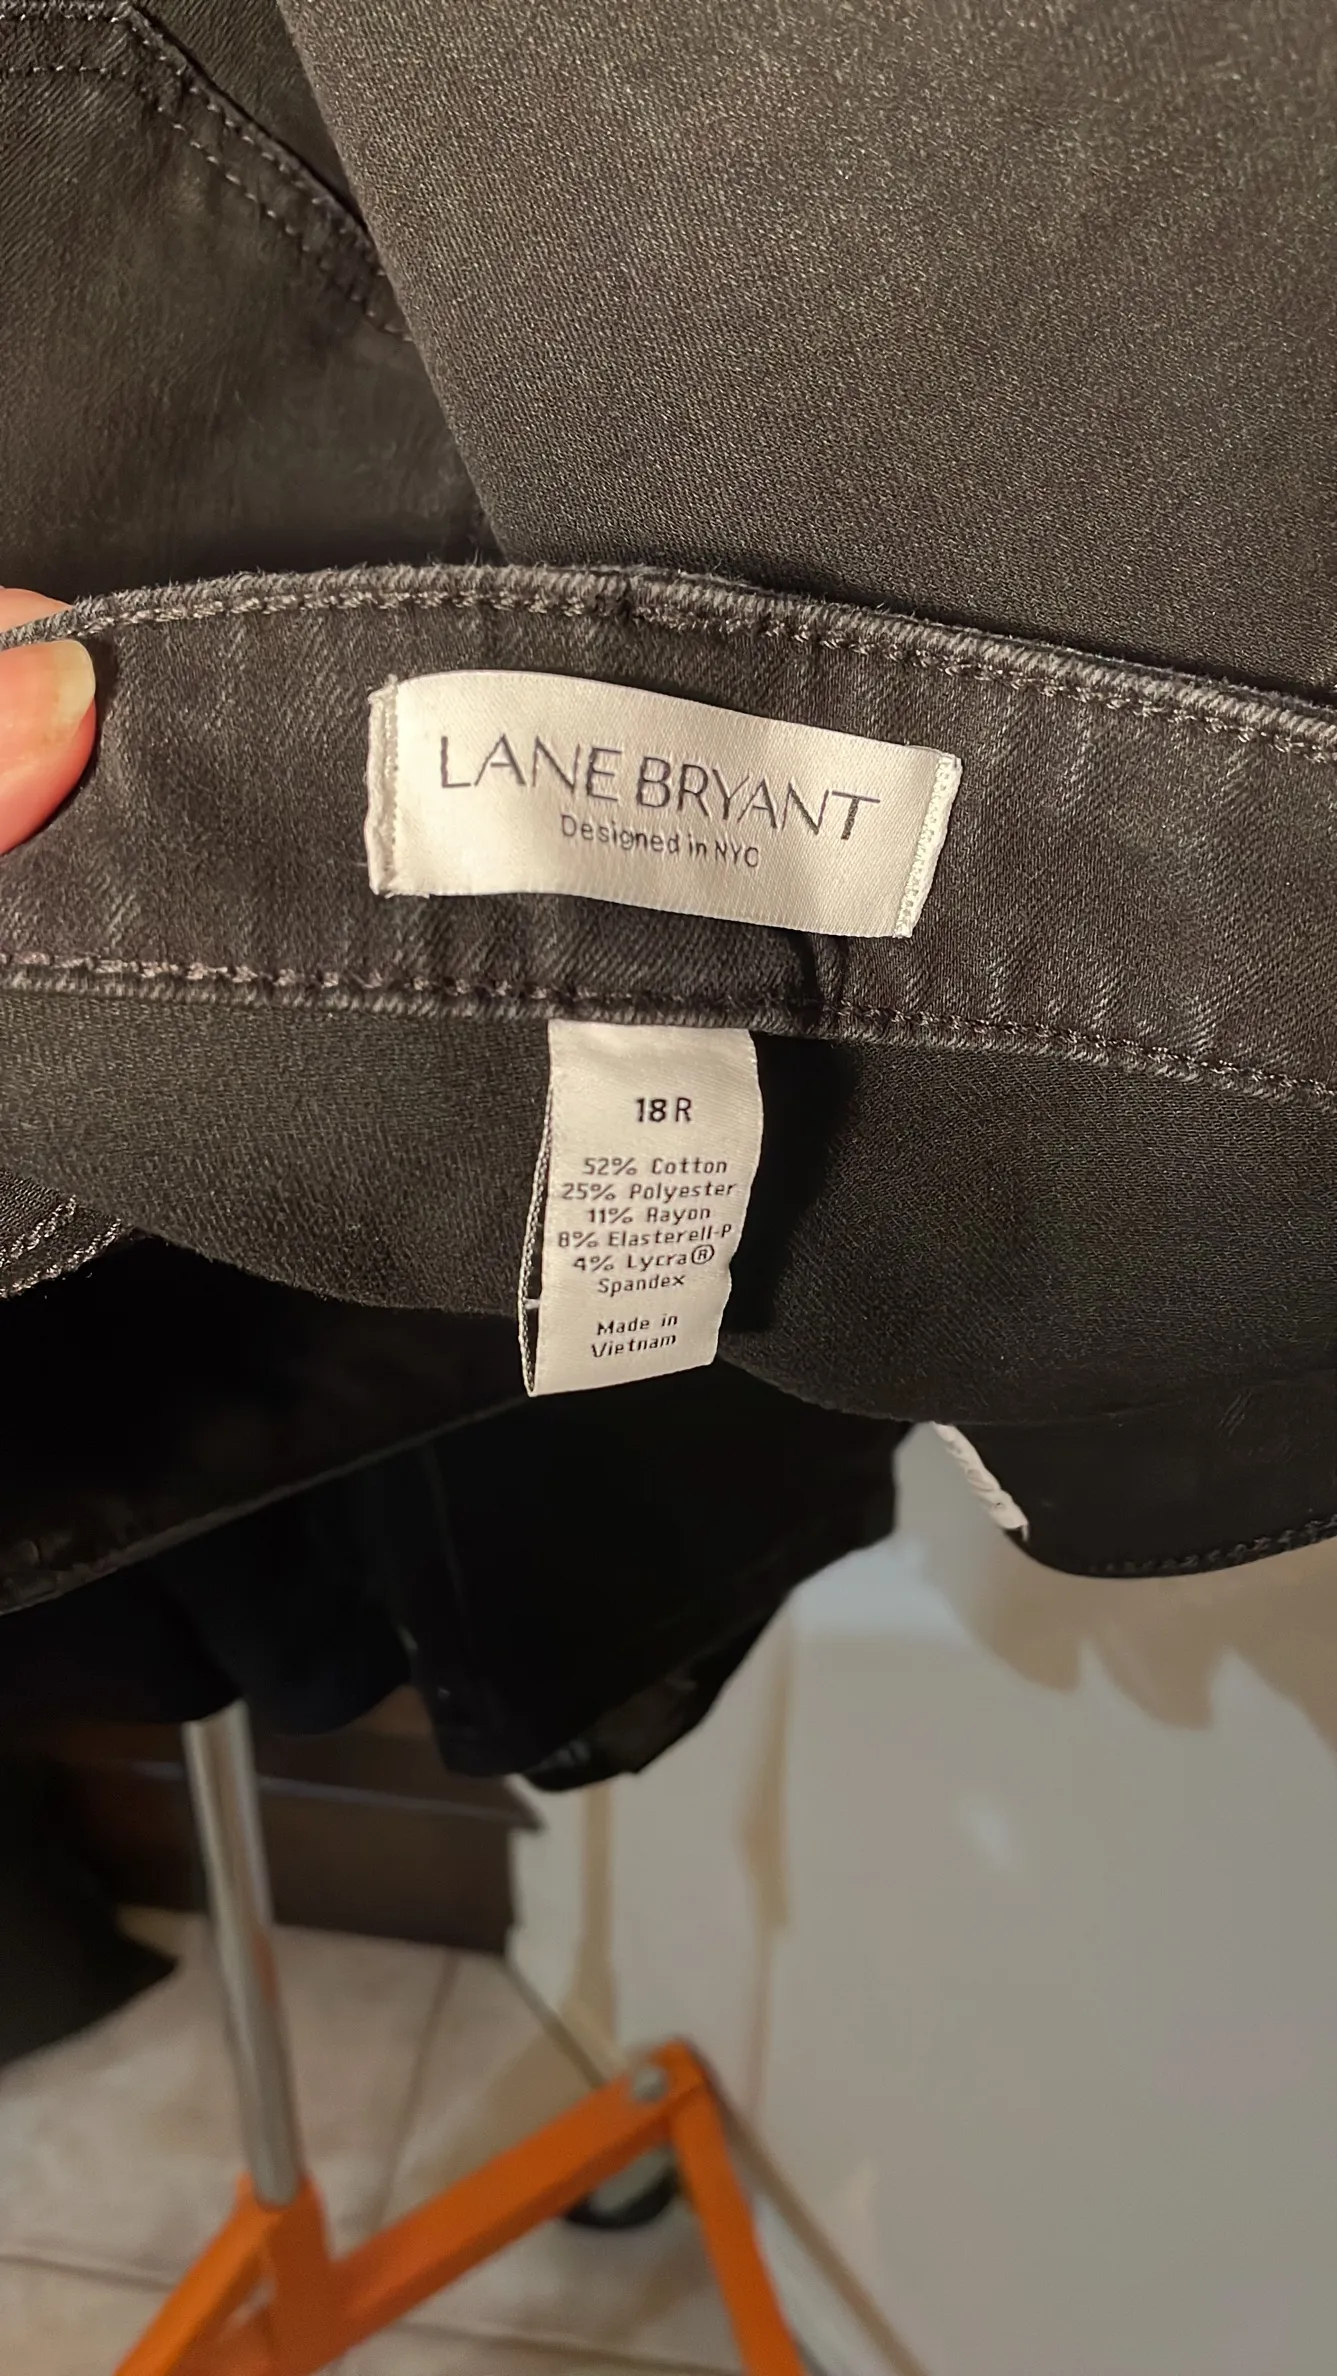 LANE BRYANT
Designed in NYC
18 R
52% Cotton
25% Polyester
11% Rayon
8% Elasterell-P
4% Lycra®
Spandex
Made in
Vietnam